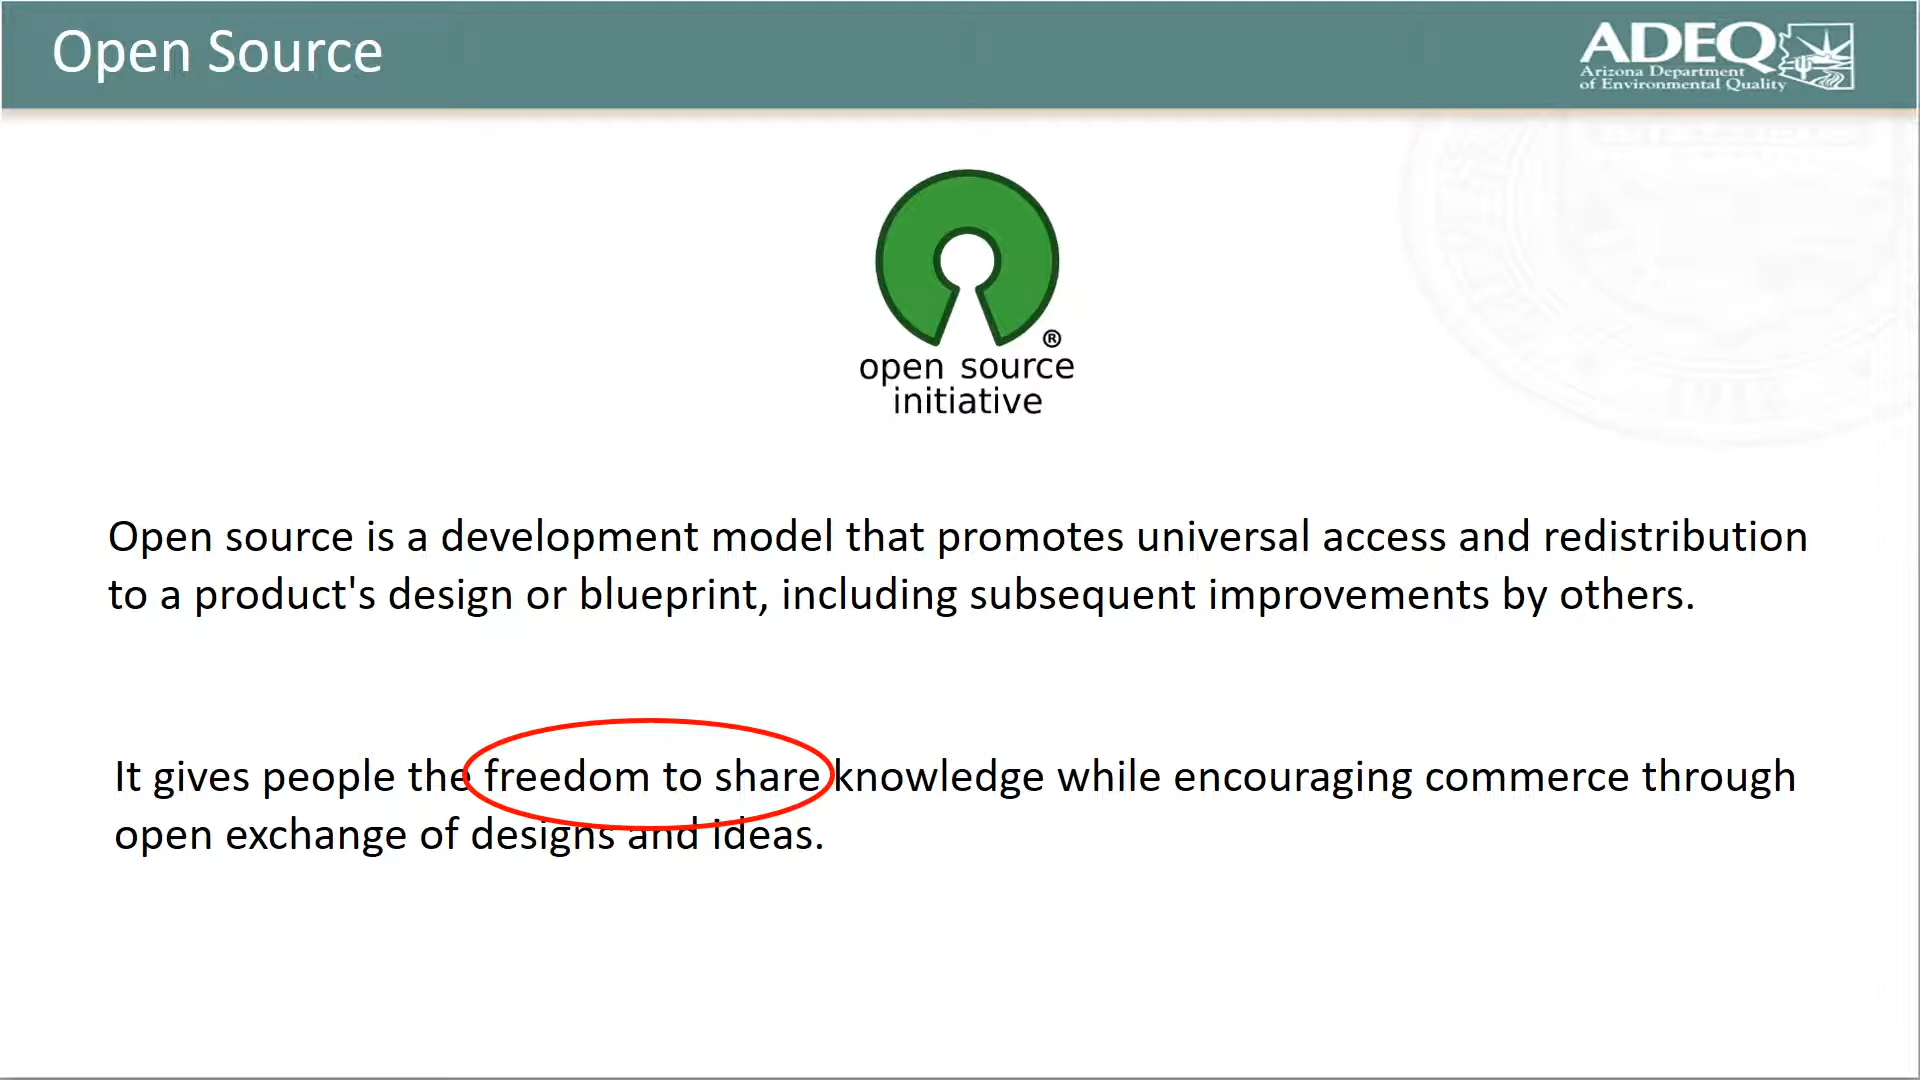 Open Source
ADEQ
Arizona Department
of Environmental Quality
®
open source
initiative
1912
Open source is a development model that promotes universal access and redistribution
to a product's design or blueprint, including subsequent improvements by others.
It gives people the freedom to share knowledge while encouraging commerce through
open exchange of designs and ideas.